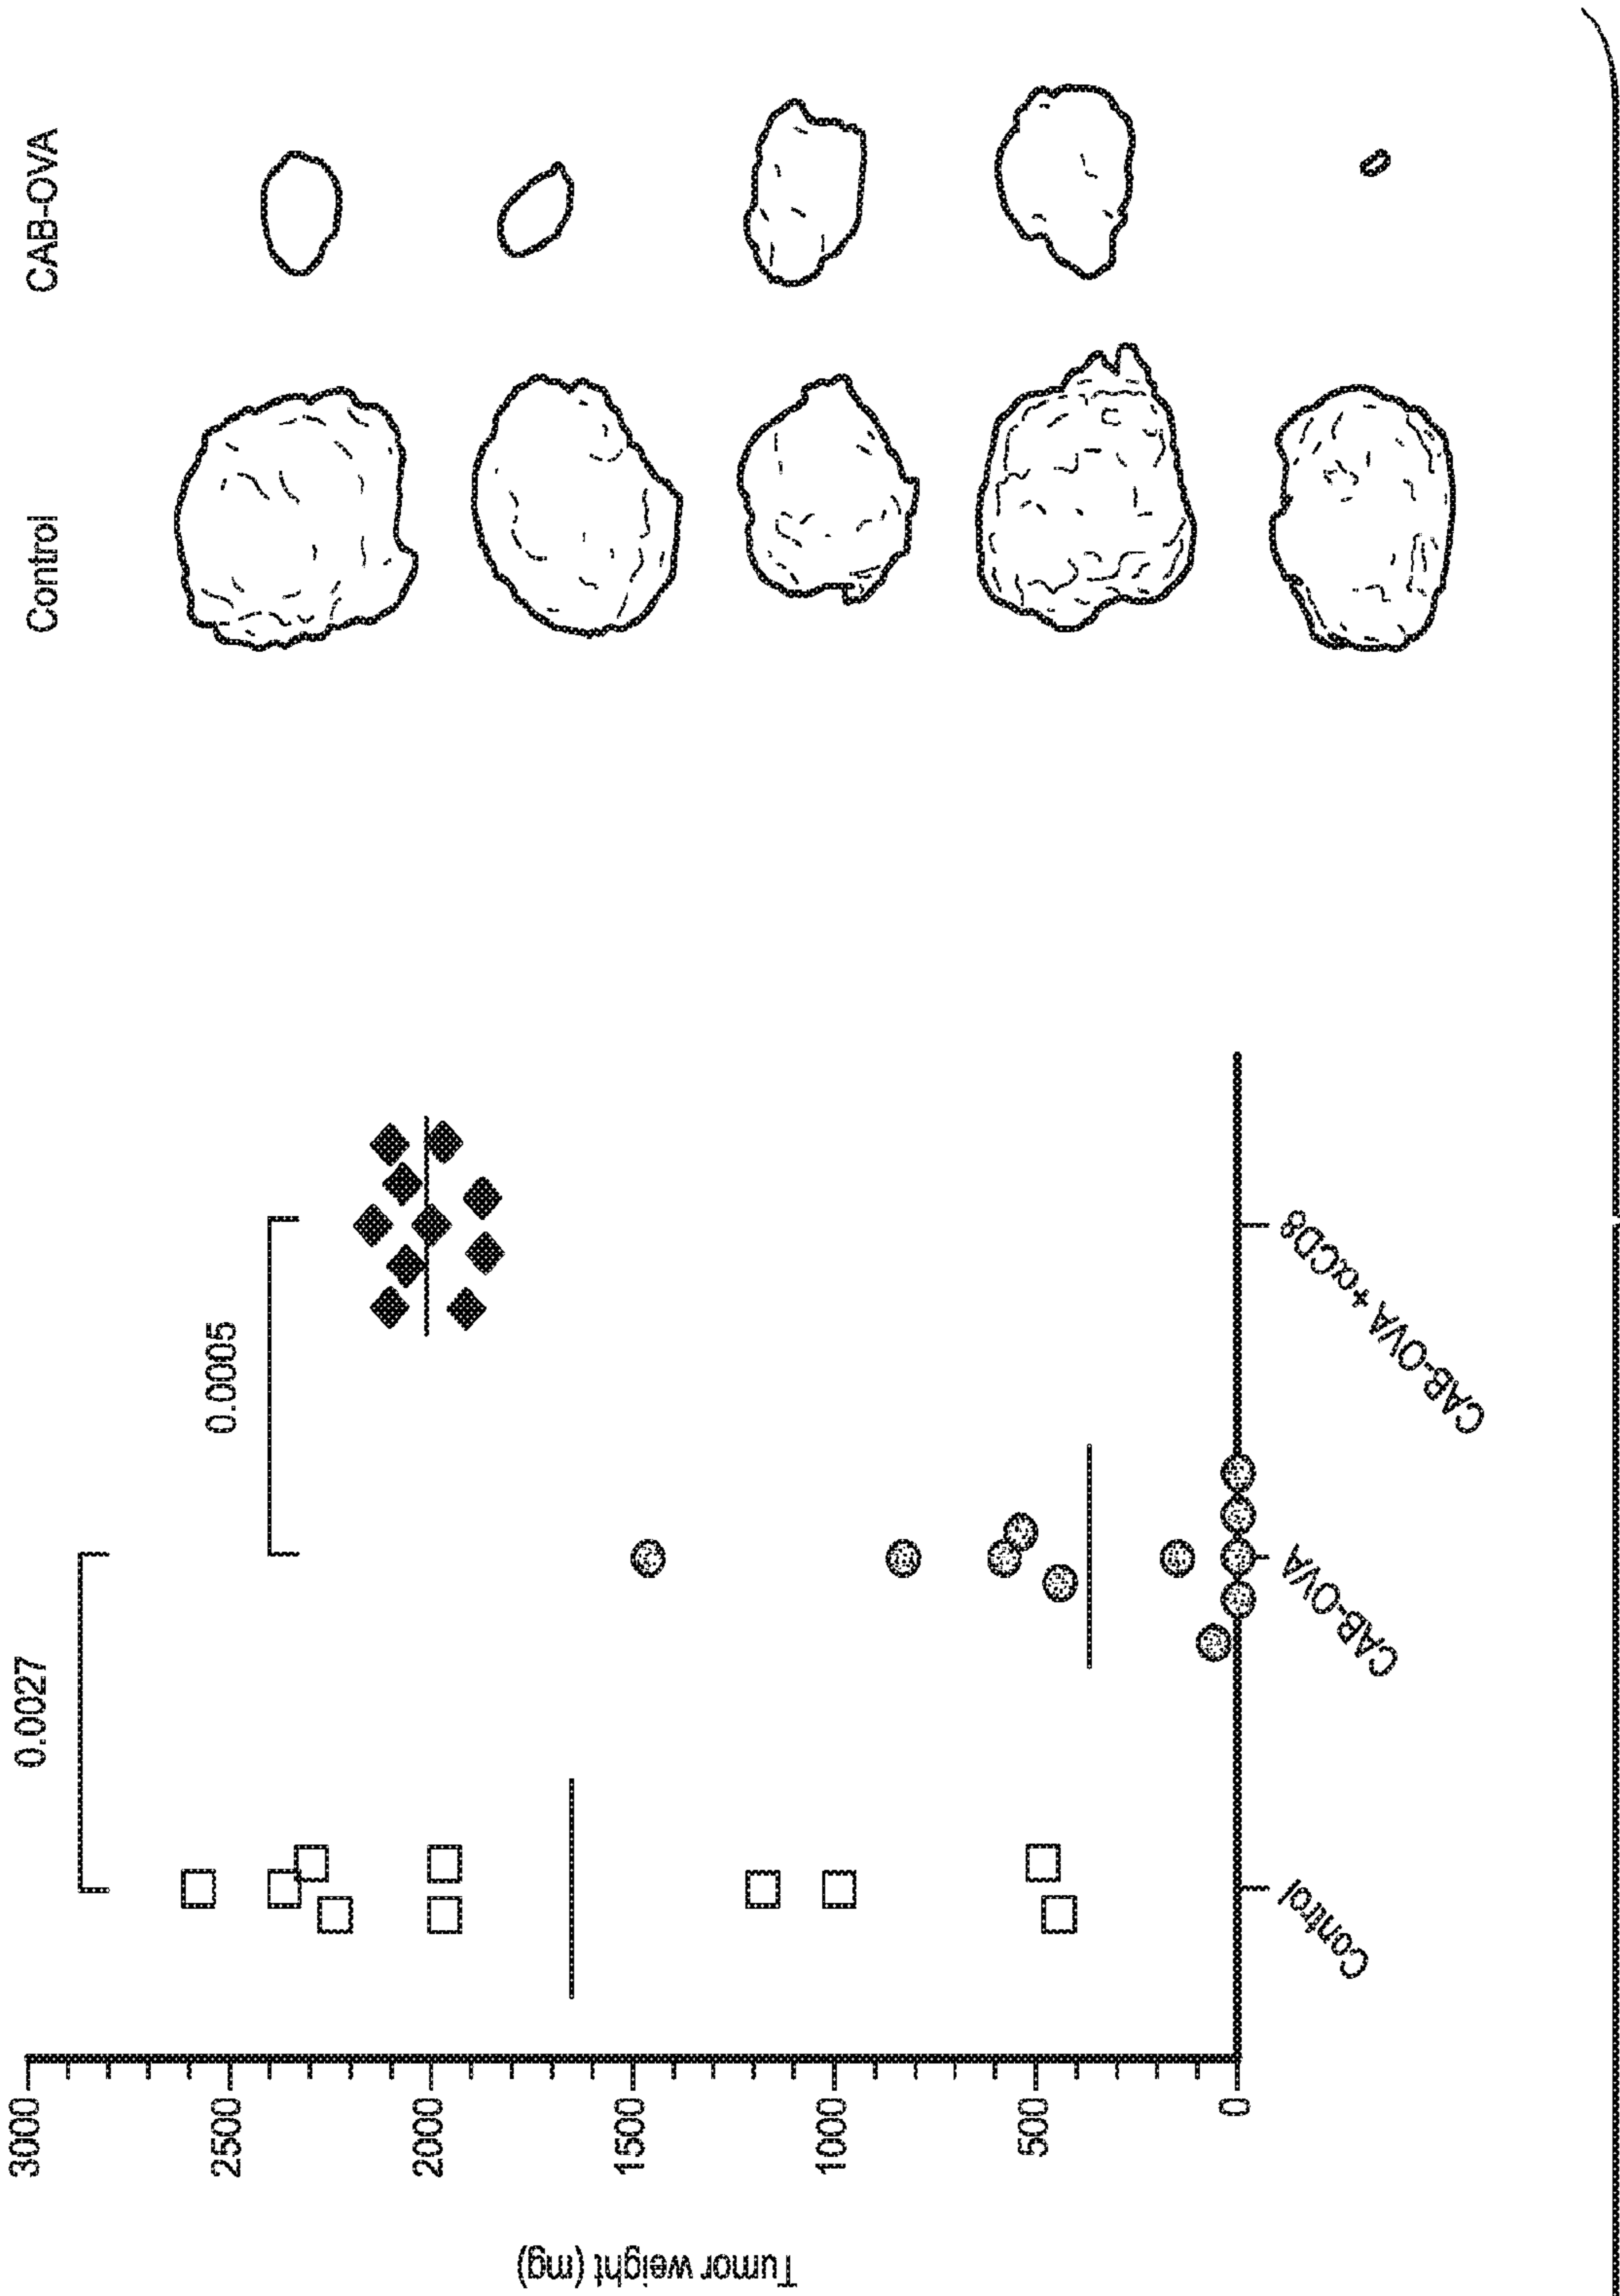 Tumor weight (mg)
3000
2500
2000
1500
1000
500
0
0.0027
0.0005
Control
CAB-OVA
CAB-OVA + αCD8
Control
CAB-OVA